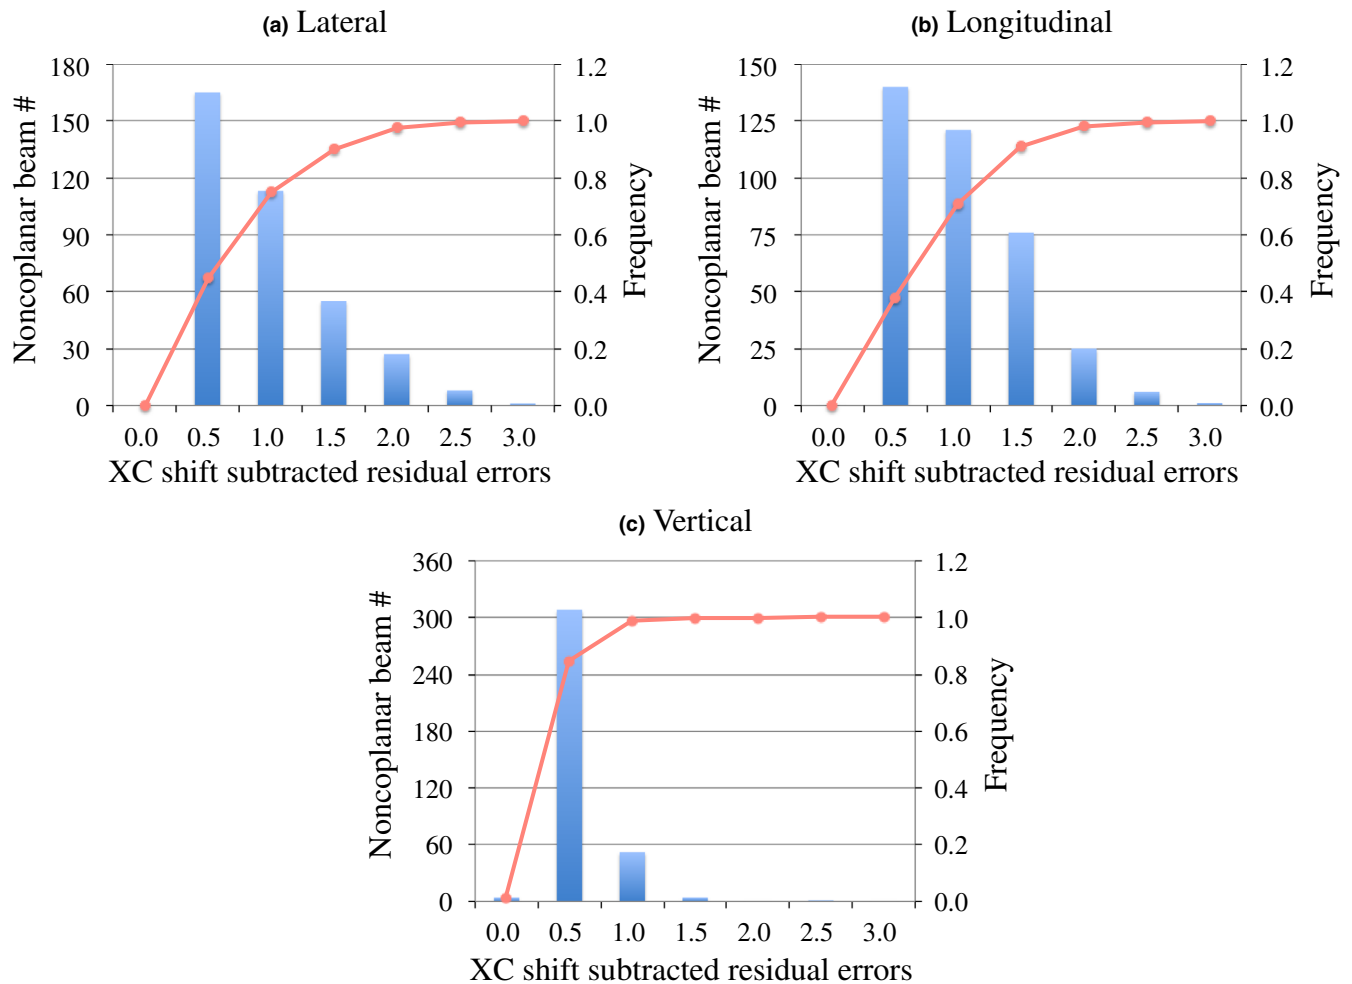 (a) Lateral
180
150
120
90
60
30
0
Noncoplanar beam #
1.2
1.0
0.8
0.6
0.4
0.2
0.0
Frequency
0.0 0.5 1.0 1.5 2.0 2.5 3.0
XC shift subtracted residual errors
(b) Longitudinal
150
125
100
75
50
25
0
Noncoplanar beam #
1.2
1.0
0.8
0.6
0.4
0.2
0.0
Frequency
0.0 0.5 1.0 1.5 2.0 2.5 3.0
XC shift subtracted residual errors
(c) Vertical
360
300
240
180
120
60
0
Noncoplanar beam #
1.2
1.0
0.8
0.6
0.4
0.2
0.0
Frequency
0.0 0.5 1.0 1.5 2.0 2.5 3.0
XC shift subtracted residual errors